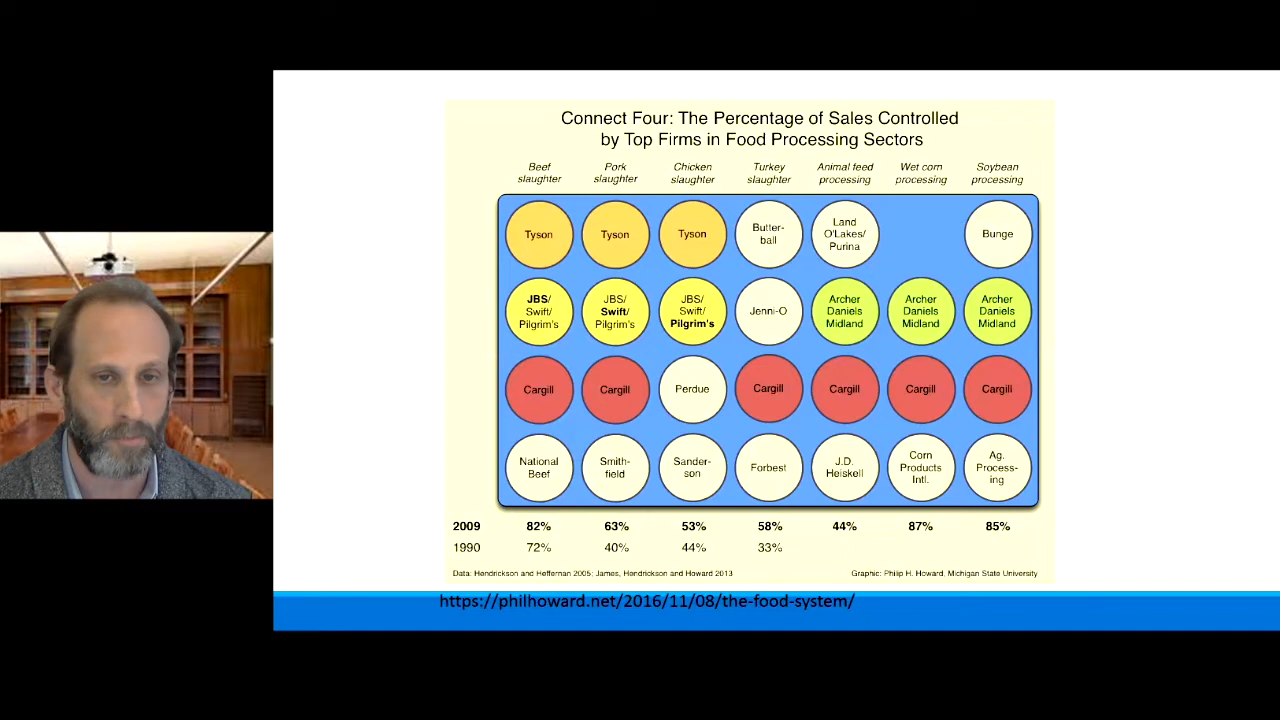 Connect Four: The Percentage of Sales Controlled
by Top Firms in Food Processing Sectors
Beef
slaughter
Pork
slaughter
Chicken
slaughter
Turkey
slaughter
Animal feed
processing
Wet corn
processing
Soybean
processing
Tyson
Tyson
Tyson
Butter-
ball
Land
O'Lakes/
Purina
Bunge
JBS/
Swift/
Pilgrim's
JBS/
Swift/
Pilgrim's
JBS/
Swift/
Pilgrim's
Jenni-O
Archer
Daniels
Midland
Archer
Daniels
Midland
Archer
Daniels
Midland
Cargill
Cargill
Perdue
Cargill
Cargill
Cargill
Cargill
National
Beef
Smith-
field
Sander-
son
Forbest
J.D.
Heiskell
Corn
Products
Intl.
Ag.
Process-
ing
2009 82% 63% 53% 58% 44% 87% 85%
1990 72% 40% 44% 33%
Data: Hendrickson and Heffernan 2005; James, Hendrickson and Howard 2013
Graphic: Philip H. Howard, Michigan State University
https://philhoward.net/2016/11/08/the-food-system/